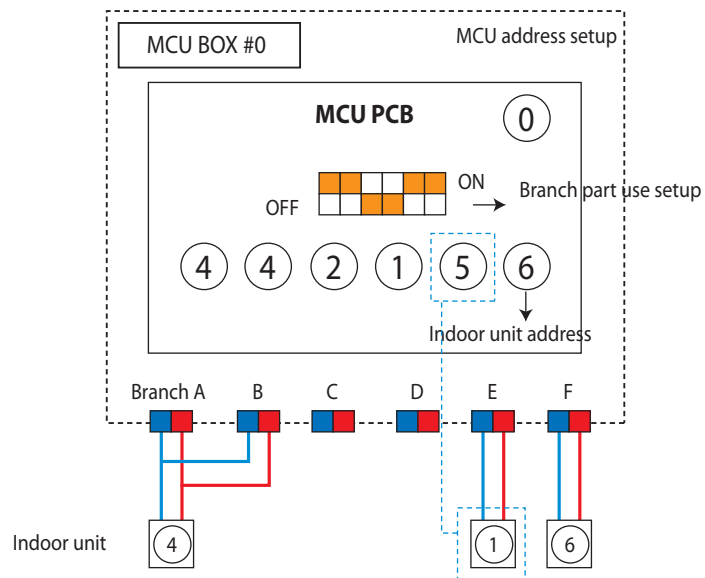 MCU BOX #0
MCU address setup
MCU PCB
0
ON
Branch part use setup
OFF
4 4 2 1 5 6
Indoor unit address
Branch A B C D E F
Indoor unit 4 1 6